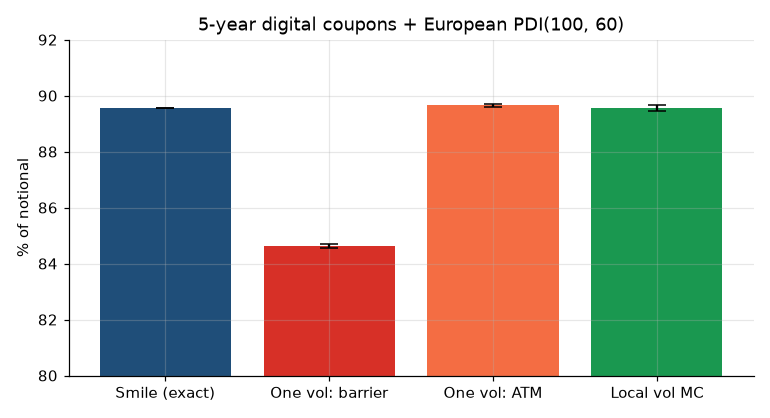 5-year digital coupons + European PDI(100, 60)
% of notional
92
90
88
86
84
82
80
Smile (exact)
One vol: barrier
One vol: ATM
Local vol MC